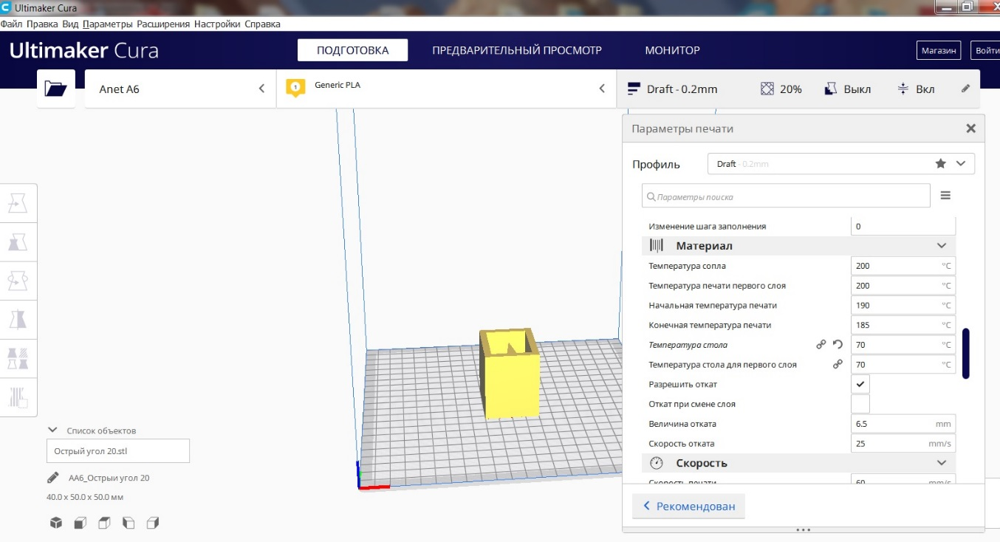 Ultimaker Cura
Файл Правка Вид Параметры Расширения Настройки Справка
Ultimaker Cura
ПОДГОТОВКА
ПРЕДВАРИТЕЛЬНЫЙ ПРОСМОТР
МОНИТОР
Магазин
Войти
Anet A6
1
Generic PLA
Draft - 0.2mm
20%
Выкл
Вкл
Параметры печати
Профиль
Draft - 0.2mm
Параметры поиска
Изменение шага заполнения 0
Материал
Температура сопла 200 °C
Температура печати первого слоя 200 °C
Начальная температура печати 190 °C
Конечная температура печати 185 °C
Температура стола 70 °C
Температура стола для первого слоя 70 °C
Разрешить откат
Откат при смене слоя
Величина отката 6.5 mm
Скорость отката 25 mm/s
Скорость
Скорость печати 60 mm/s
Рекомендован
Список объектов
Острый угол 20.stl
AA6_Острыи угол 20
40.0 x 50.0 x 50.0 мм